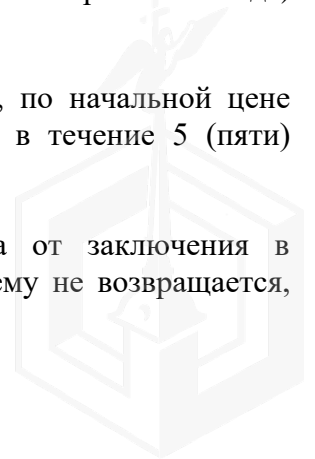 , по начальной цене
в течение 5 (пяти)
а от заключения в
ему не возвращается,